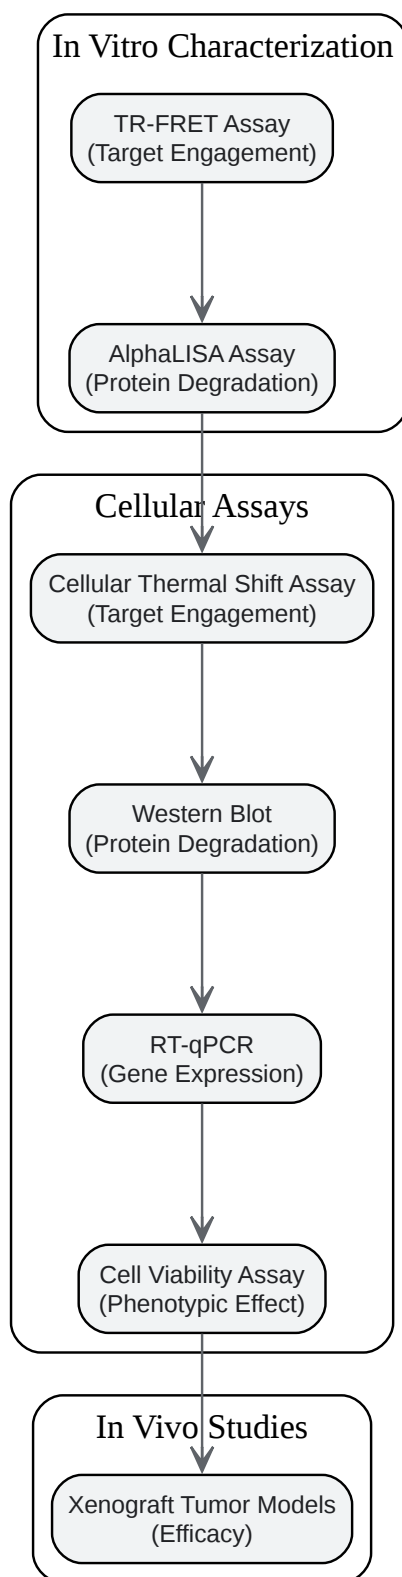 In Vitro Characterization
TR-FRET Assay
(Target Engagement)
AlphaLISA Assay
(Protein Degradation)
Cellular Assays
Cellular Thermal Shift Assay
(Target Engagement)
Western Blot
(Protein Degradation)
RT-qPCR
(Gene Expression)
Cell Viability Assay
(Phenotypic Effect)
In Vivo Studies
Xenograft Tumor Models
(Efficacy)